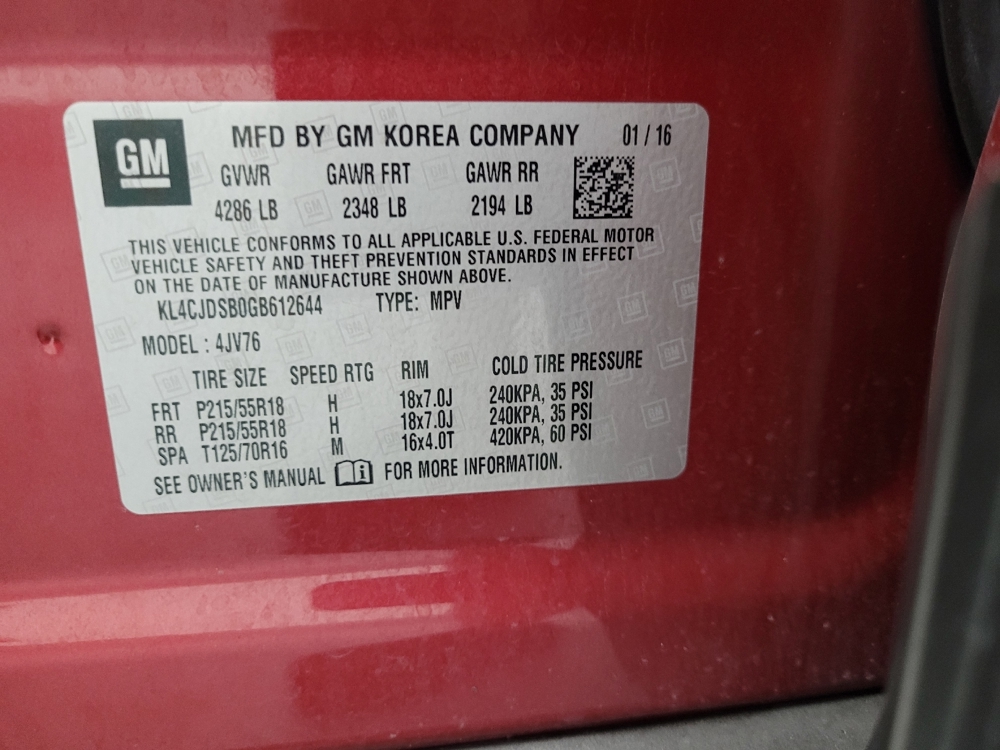 GM MFD BY GM KOREA COMPANY 01 / 16
GVWR GAWR FRT GAWR RR
4286 LB 2348 LB 2194 LB
THIS VEHICLE CONFORMS TO ALL APPLICABLE U.S. FEDERAL MOTOR
VEHICLE SAFETY AND THEFT PREVENTION STANDARDS IN EFFECT
ON THE DATE OF MANUFACTURE SHOWN ABOVE.
KL4CJDSB0GB612644 TYPE: MPV
MODEL : 4JV76
TIRE SIZE SPEED RTG RIM COLD TIRE PRESSURE
FRT P215/55R18 H 18x7.0J 240KPA, 35 PSI
RR P215/55R18 H 18x7.0J 240KPA, 35 PSI
SPA T125/70R16 M 16x4.0T 420KPA, 60 PSI
SEE OWNER'S MANUAL FOR MORE INFORMATION.